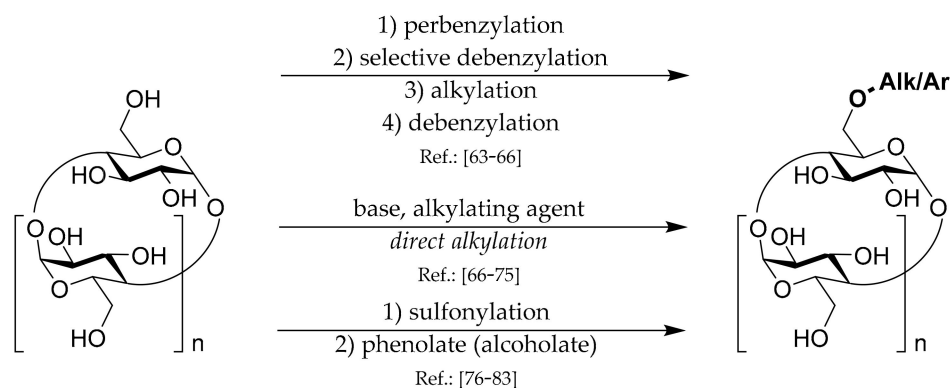 1) perbenzylation
2) selective debenzylation
3) alkylation
4) debenzylation
Ref.: [63-66]
base, alkylating agent
direct alkylation
Ref.: [66-75]
1) sulfonylation
2) phenolate (alcoholate)
Ref.: [76-83]
OH
O
HO
OH
O
O
HO
OH
O
HO
n
O-Alk/Ar
O
HO
OH
O
O
HO
OH
O
HO
n